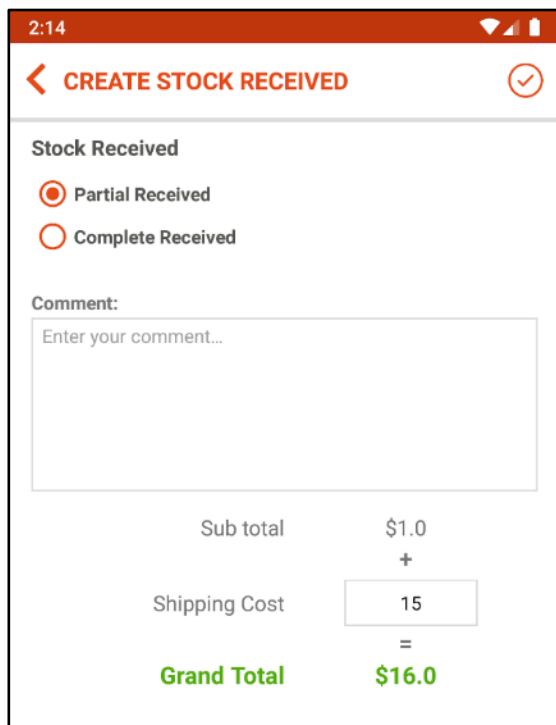 2:14
CREATE STOCK RECEIVED
Stock Received
Partial Received
Complete Received
Comment:
Enter your comment...
Sub total $1.0
+
Shipping Cost 15
=
Grand Total $16.0